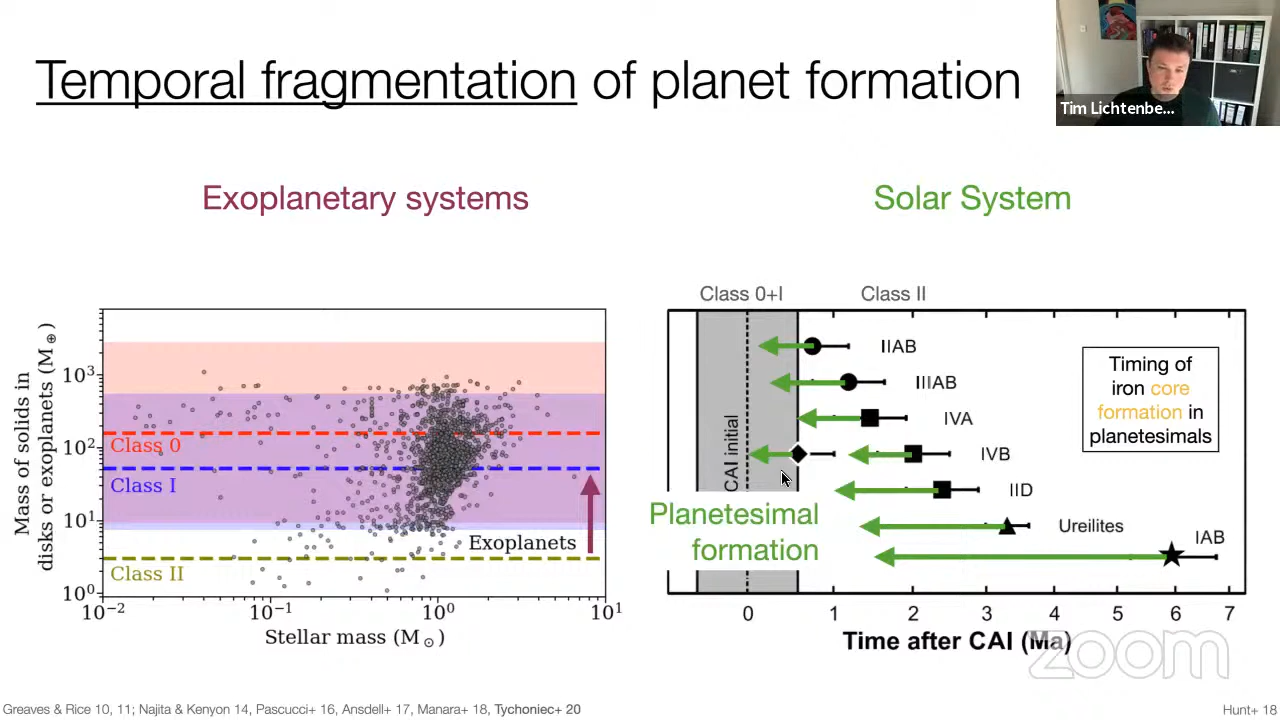 Temporal fragmentation of planet formation
Tim Lichtenbe...
Exoplanetary systems
Solar System
Class 0+I
Class II
Mass of solids in
disks or exoplanets (M⊕)
10³
10²
10¹
10⁰
Class 0
Class I
Exoplanets
Class II
10⁻²
10⁻¹
10⁰
10¹
Stellar mass (M⊙)
CAI initial
IIAB
IIIAB
IVA
IVB
IID
Ureilites
IAB
Timing of
iron core
formation in
planetesimals
Planetesimal
formation
0 1 2 3 4 5 6 7
Time after CAI (Ma)
zoom
Greaves & Rice 10, 11; Najita & Kenyon 14, Pascucci+ 16, Ansdell+ 17, Manara+ 18, Tychoniec+ 20
Hunt+ 18